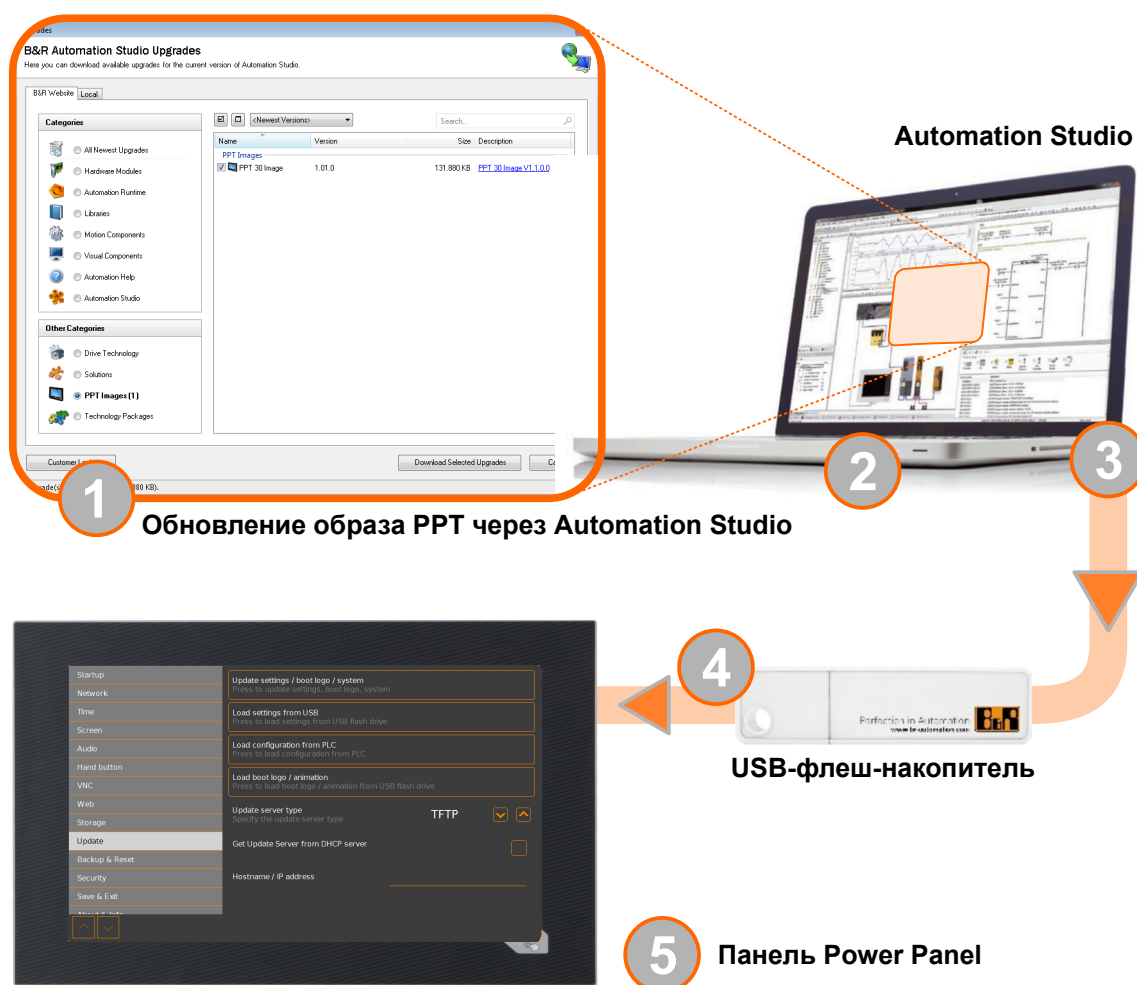 B&R Automation Studio Upgrades
Here you can download available upgrades for the current version of Automation Studio.
B&R Website Local
Categories
All Newest Upgrades
Hardware Modules
Automation Runtime
Libraries
Motion Components
Visual Components
Automation Help
Automation Studio
Other Categories
Drive Technology
Solutions
PPT Images (1)
Technology Packages
<Newest Versions>
Search...
Name Version Size Description
PPT Images
PPT 30 Image 1.01.0 131.880 KB PPT 30 Image V1.1.0.0
Customer
Download Selected Upgrades
KB).
1
Обновление образа PPT через Automation Studio
Automation Studio
2
3
4
Perfection in Automation
www.br-automation.com
B&R
USB-флеш-накопитель
Startup
Network
Time
Screen
Audio
Hand button
VNC
Web
Storage
Update
Backup & Reset
Security
Save & Exit
About & Info
Update settings / boot logo / system
Press to update settings, boot logo, system
Load settings from USB
Press to load settings from USB flash drive
Load configuration from PLC
Press to load configuration from PLC
Load boot logo / animation
Press to load boot logo / animation from USB flash drive
Update server type
Specify the update server type
TFTP
Get Update Server from DHCP server
Hostname / IP address
5
Панель Power Panel